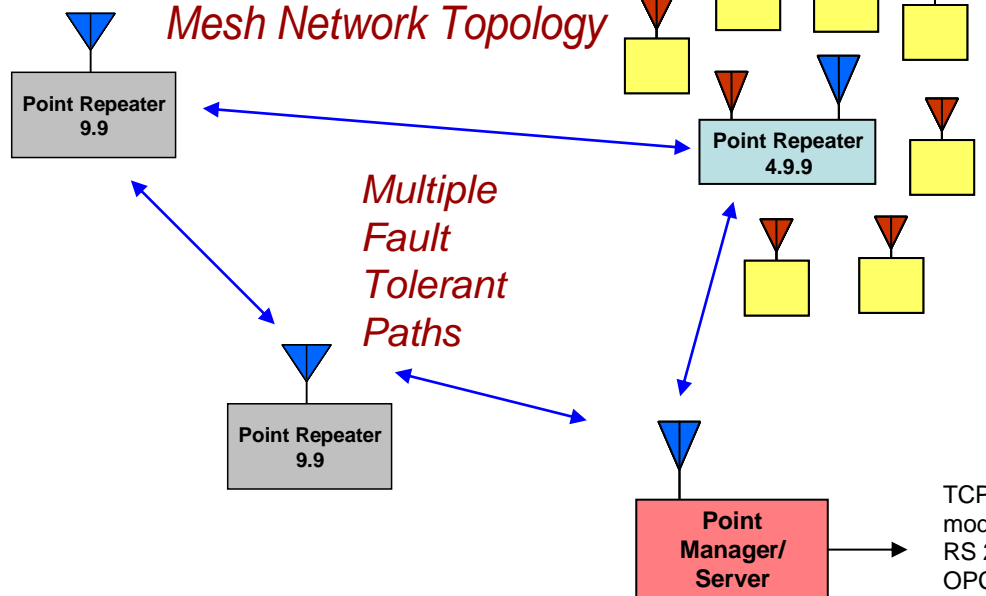 Mesh Network Topology
Point Repeater
9.9
Point Repeater
4.9.9
Multiple
Fault
Tolerant
Paths
Point Repeater
9.9
Point
Manager/
Server
TCP
RS 2